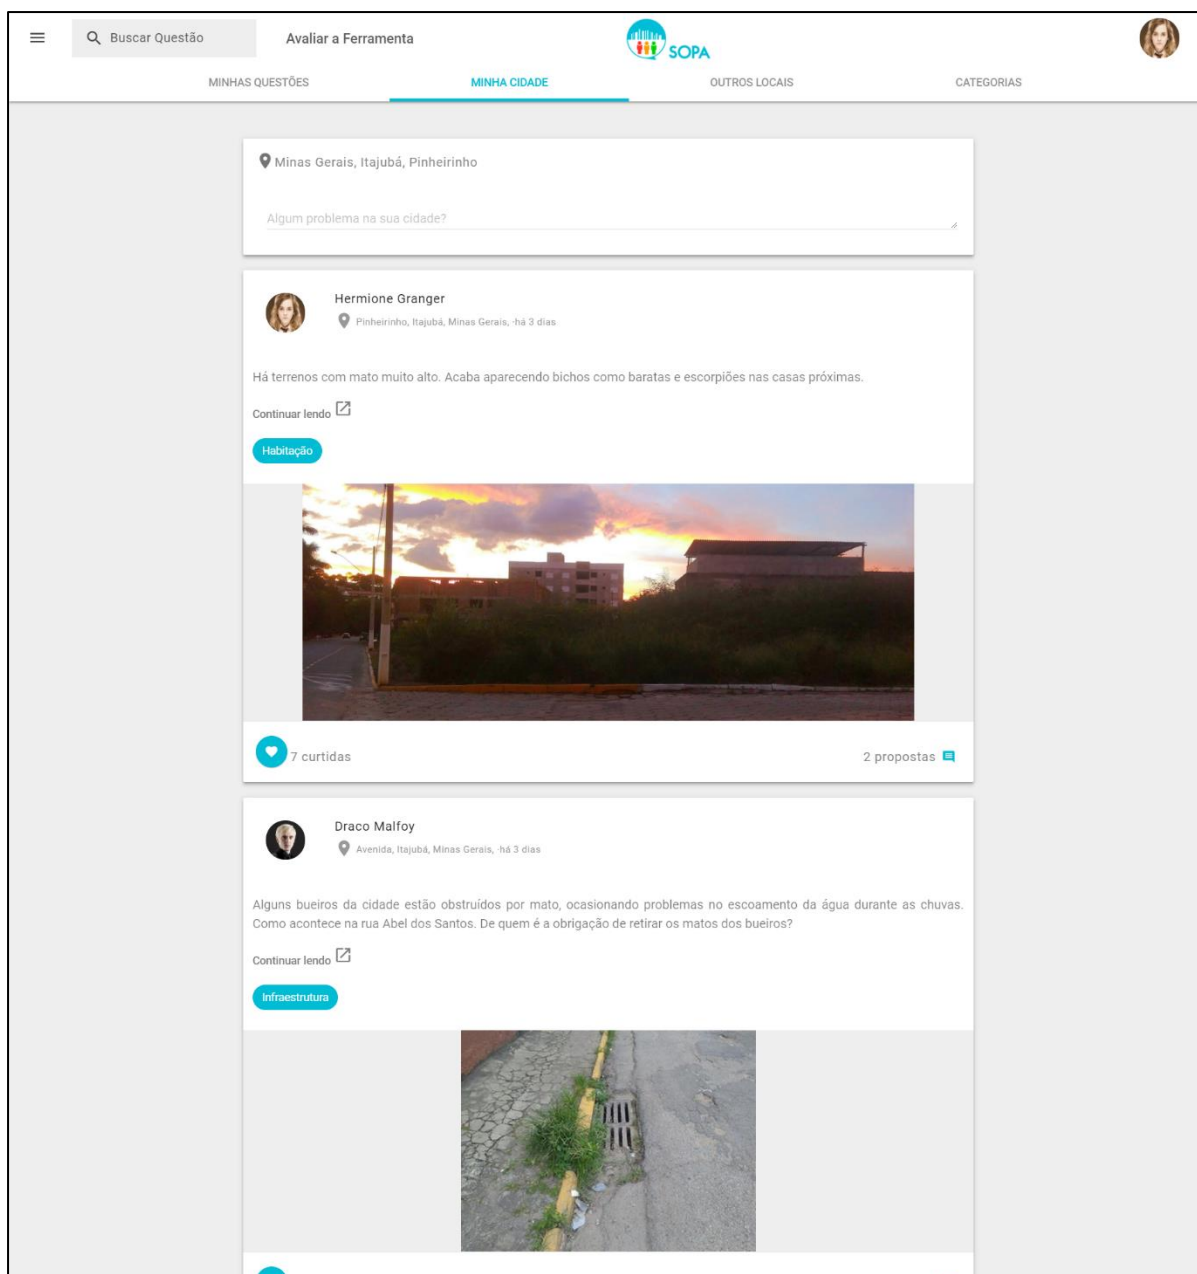 Buscar Questão
Avaliar a Ferramenta
SOPA
MINHAS QUESTÕES
MINHA CIDADE
OUTROS LOCAIS
CATEGORIAS
Minas Gerais, Itajubá, Pinheirinho
Algum problema na sua cidade?
Hermione Granger
Pinheirinho, Itajubá, Minas Gerais, ·há 3 dias
Há terrenos com mato muito alto. Acaba aparecendo bichos como baratas e escorpiões nas casas próximas.
Continuar lendo
Habitação
7 curtidas
2 propostas
Draco Malfoy
Avenida, Itajubá, Minas Gerais, ·há 3 dias
Alguns bueiros da cidade estão obstruídos por mato, ocasionando problemas no escoamento da água durante as chuvas.
Como acontece na rua Abel dos Santos. De quem é a obrigação de retirar os matos dos bueiros?
Continuar lendo
Infraestrutura